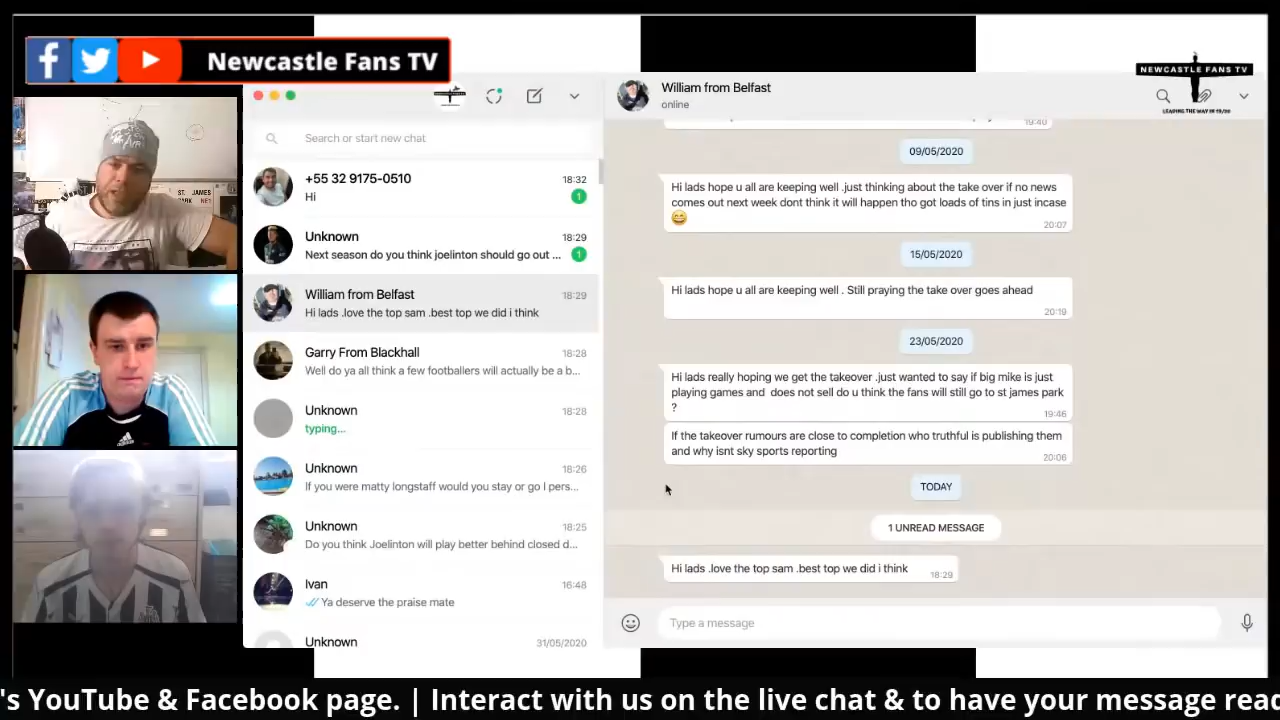 Newcastle Fans TV
NEWCASTLE FANS TV
LEADING THE WAY IN 19/20
ST. JAMES
PARK NE1
adidas
Search or start new chat
+55 32 9175-0510 18:32
Hi 1
Unknown 18:29
Next season do you think joelinton should go out ... 1
William from Belfast 18:29
Hi lads .love the top sam .best top we did i think
Garry From Blackhall 18:28
Well do ya all think a few footballers will actually be a b...
Unknown 18:28
typing...
Unknown 18:26
If you were matty longstaff would you stay or go I pers...
Unknown 18:25
Do you think Joelinton will play better behind closed d...
Ivan 16:48
Ya deserve the praise mate
Unknown 31/05/2020
William from Belfast
online
19:40
09/05/2020
Hi lads hope u all are keeping well .just thinking about the take over if no news
comes out next week dont think it will happen tho got loads of tins in just incase
😄
20:07
15/05/2020
Hi lads hope u all are keeping well . Still praying the take over goes ahead
20:19
23/05/2020
Hi lads really hoping we get the takeover .just wanted to say if big mike is just
playing games and does not sell do u think the fans will still go to st james park
?
19:46
If the takeover rumours are close to completion who truthful is publishing them
and why isnt sky sports reporting
20:06
TODAY
1 UNREAD MESSAGE
Hi lads .love the top sam .best top we did i think 18:29
Type a message
's YouTube & Facebook page. | Interact with us on the live chat & to have your message read